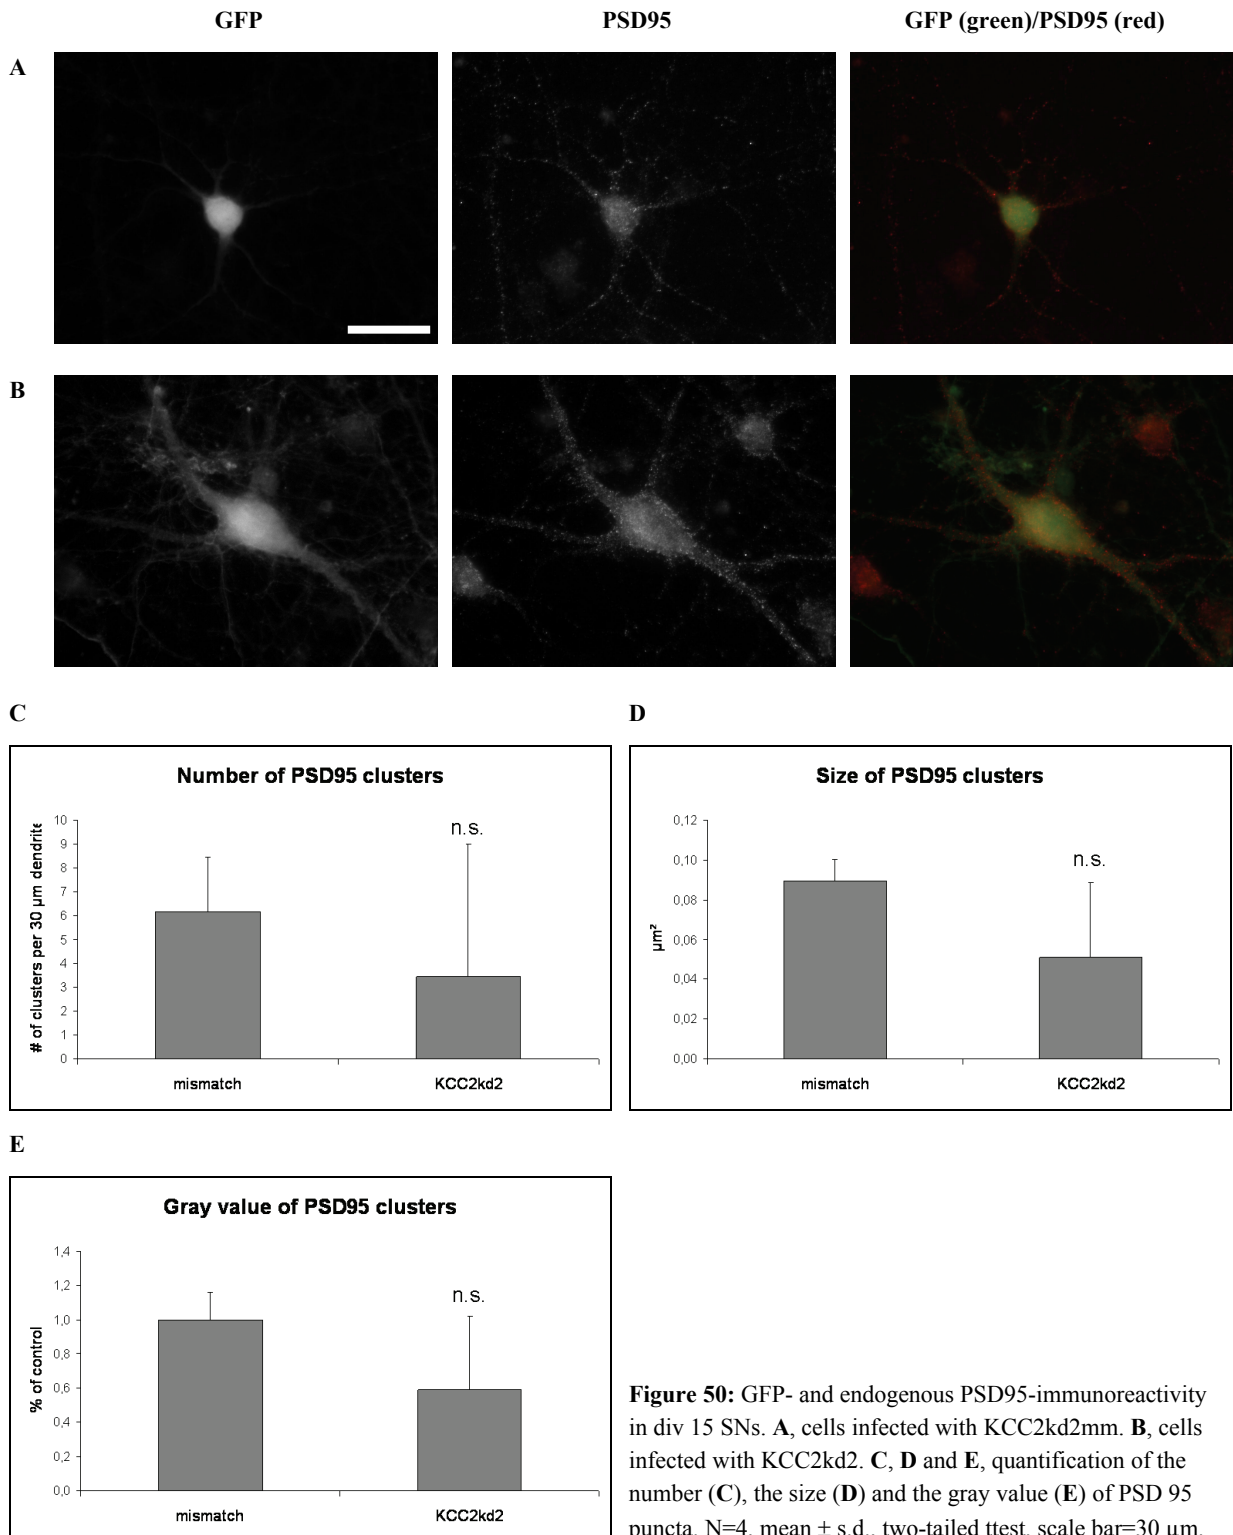 GFP PSD95 GFP (green)/PSD95 (red)
A
B
C
D
Number of PSD95 clusters
# of clusters per 30 µm dendrite
10
9
8
7
6
5
4
3
2
1
0
n.s.
mismatch KCC2kd2
Size of PSD95 clusters
µm²
0,12
0,10
0,08
0,06
0,04
0,02
0,00
n.s.
mismatch KCC2kd2
E
Gray value of PSD95 clusters
% of control
1,4
1,2
1,0
0,8
0,6
0,4
0,2
0,0
n.s.
mismatch KCC2kd2
Figure 50: GFP- and endogenous PSD95-immunoreactivity
in div 15 SNs. A, cells infected with KCC2kd2mm. B, cells
infected with KCC2kd2. C, D and E, quantification of the
number (C), the size (D) and the gray value (E) of PSD 95
puncta. N=4, mean ± s.d., two-tailed ttest, scale bar=30 µm.